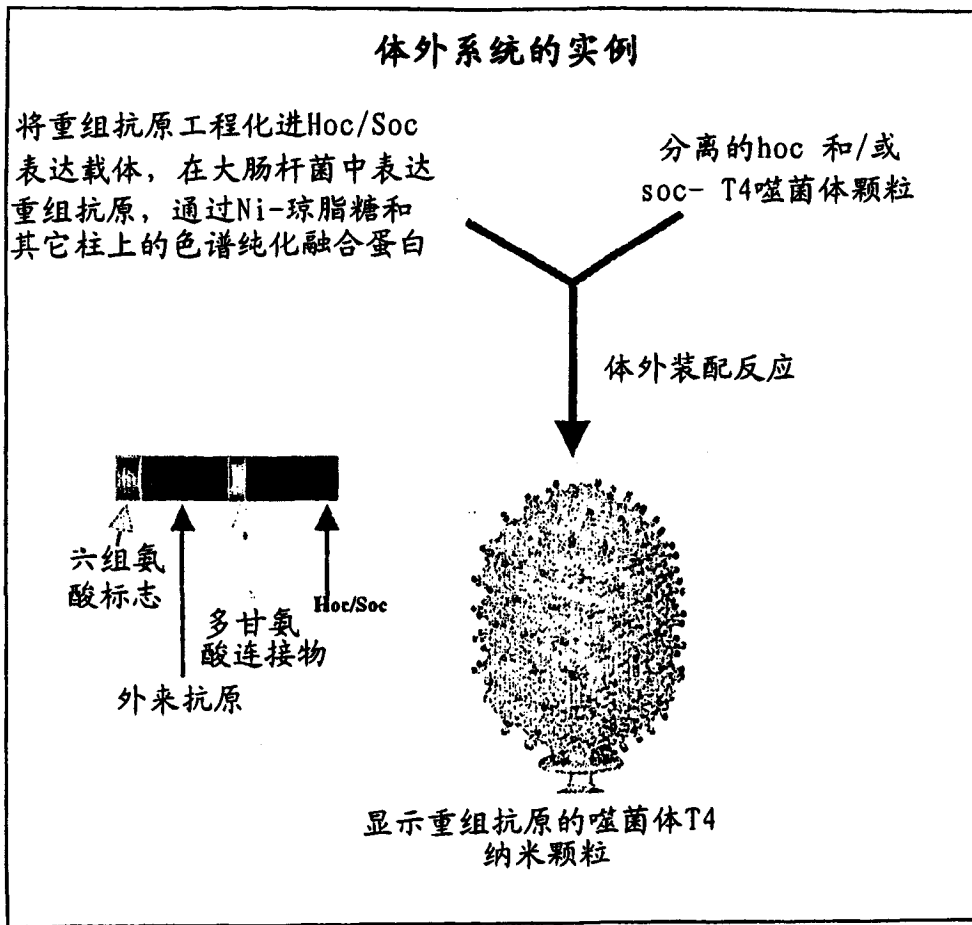 体外系统的实例
将重组抗原工程化进Hoc/Soc
表达载体，在大肠杆菌中表达
重组抗原，通过Ni-琼脂糖和
其它柱上的色谱纯化融合蛋白
分离的hoc 和/或
soc- T4噬菌体颗粒
体外装配反应
六组氨
酸标志
Hoc/Soc
多甘氨
酸连接物
外来抗原
显示重组抗原的噬菌体T4
纳米颗粒